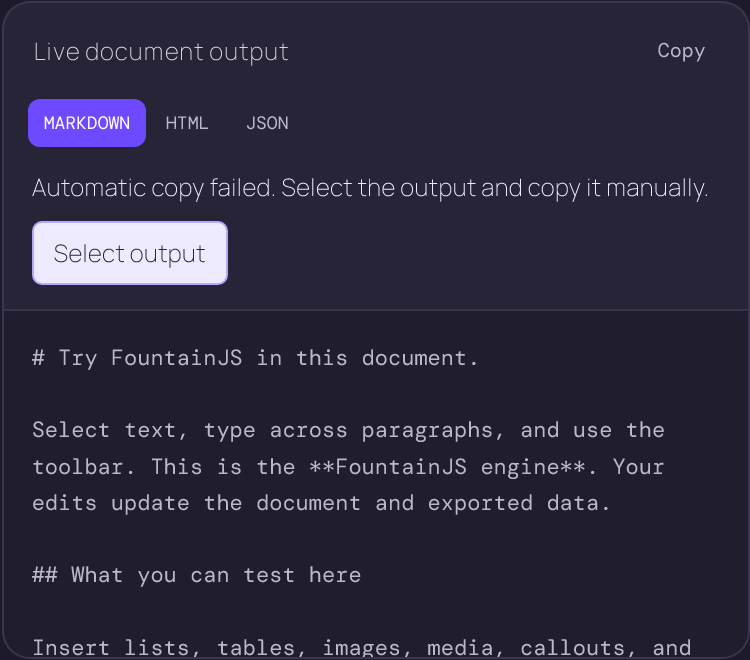 Live document output
Copy
MARKDOWN HTML JSON
Automatic copy failed. Select the output and copy it manually.
Select output
# Try FountainJS in this document.
Select text, type across paragraphs, and use the
toolbar. This is the **FountainJS engine**. Your
edits update the document and exported data.
## What you can test here
Insert lists, tables, images, media, callouts, and